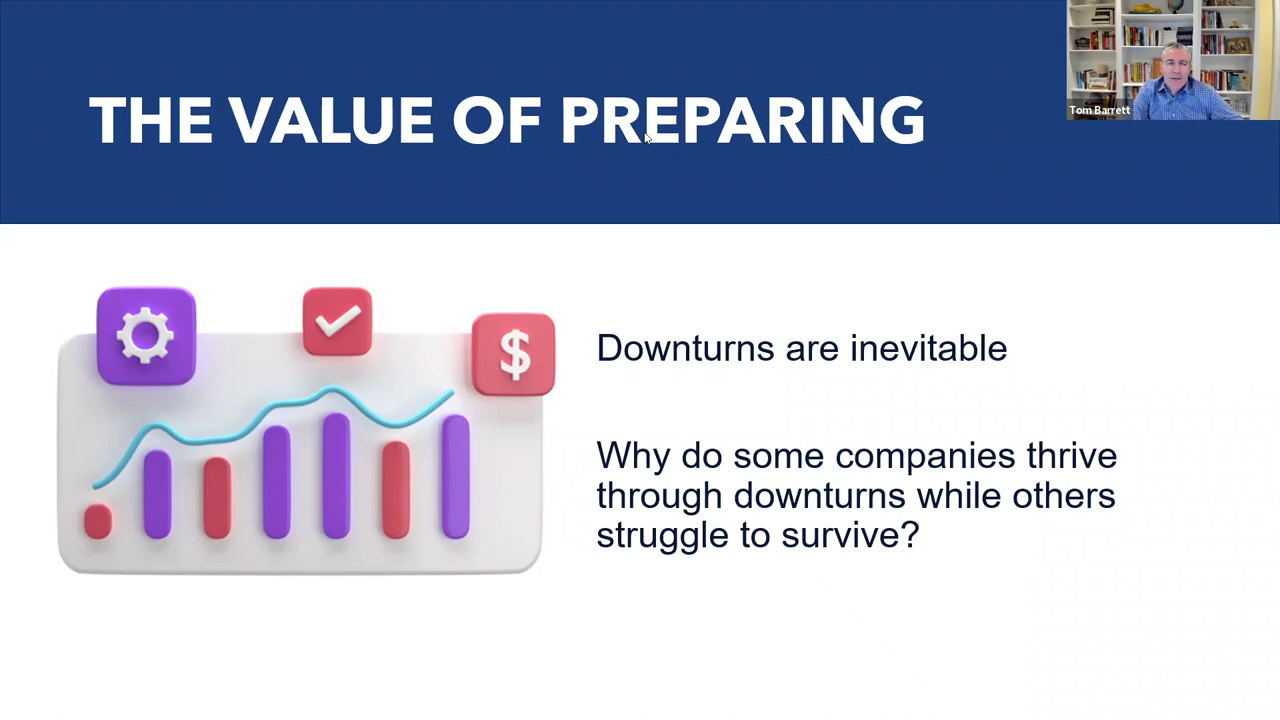 THE VALUE OF PREPARING
Tom Barrett
$
Downturns are inevitable
Why do some companies thrive
through downturns while others
struggle to survive?